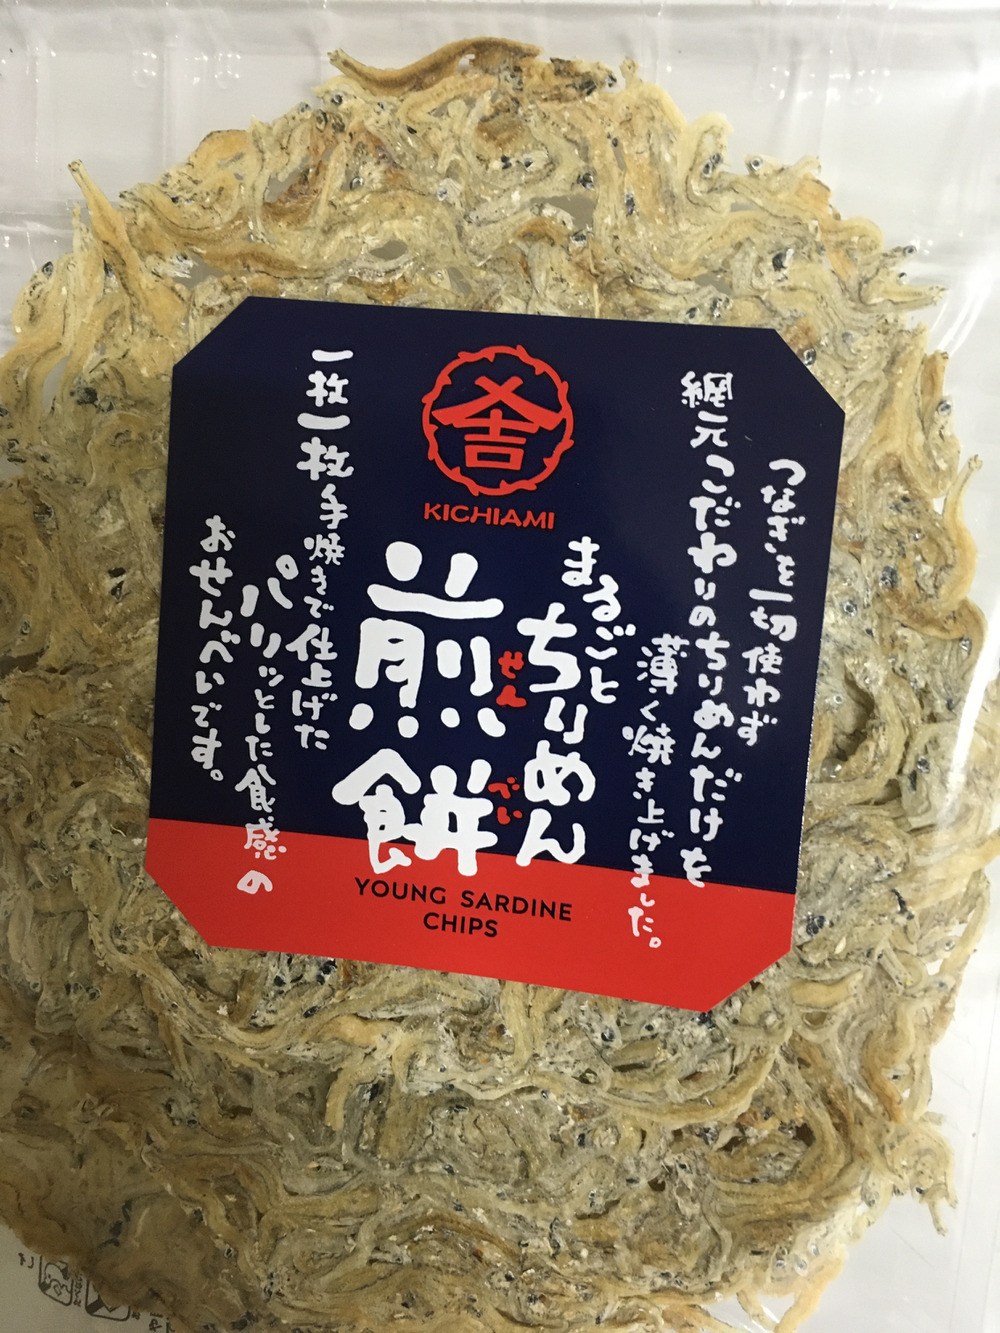 つなぎを一切使わず
網元こだわりのちりめんだけを
薄く焼き上げました。
吉
KICHIAMI
まるごと
ちりめん
煎餅
せんべい
一枚一枚手焼きで仕上げた
パリッとした食感の
おせんべいです。
YOUNG SARDINE
CHIPS